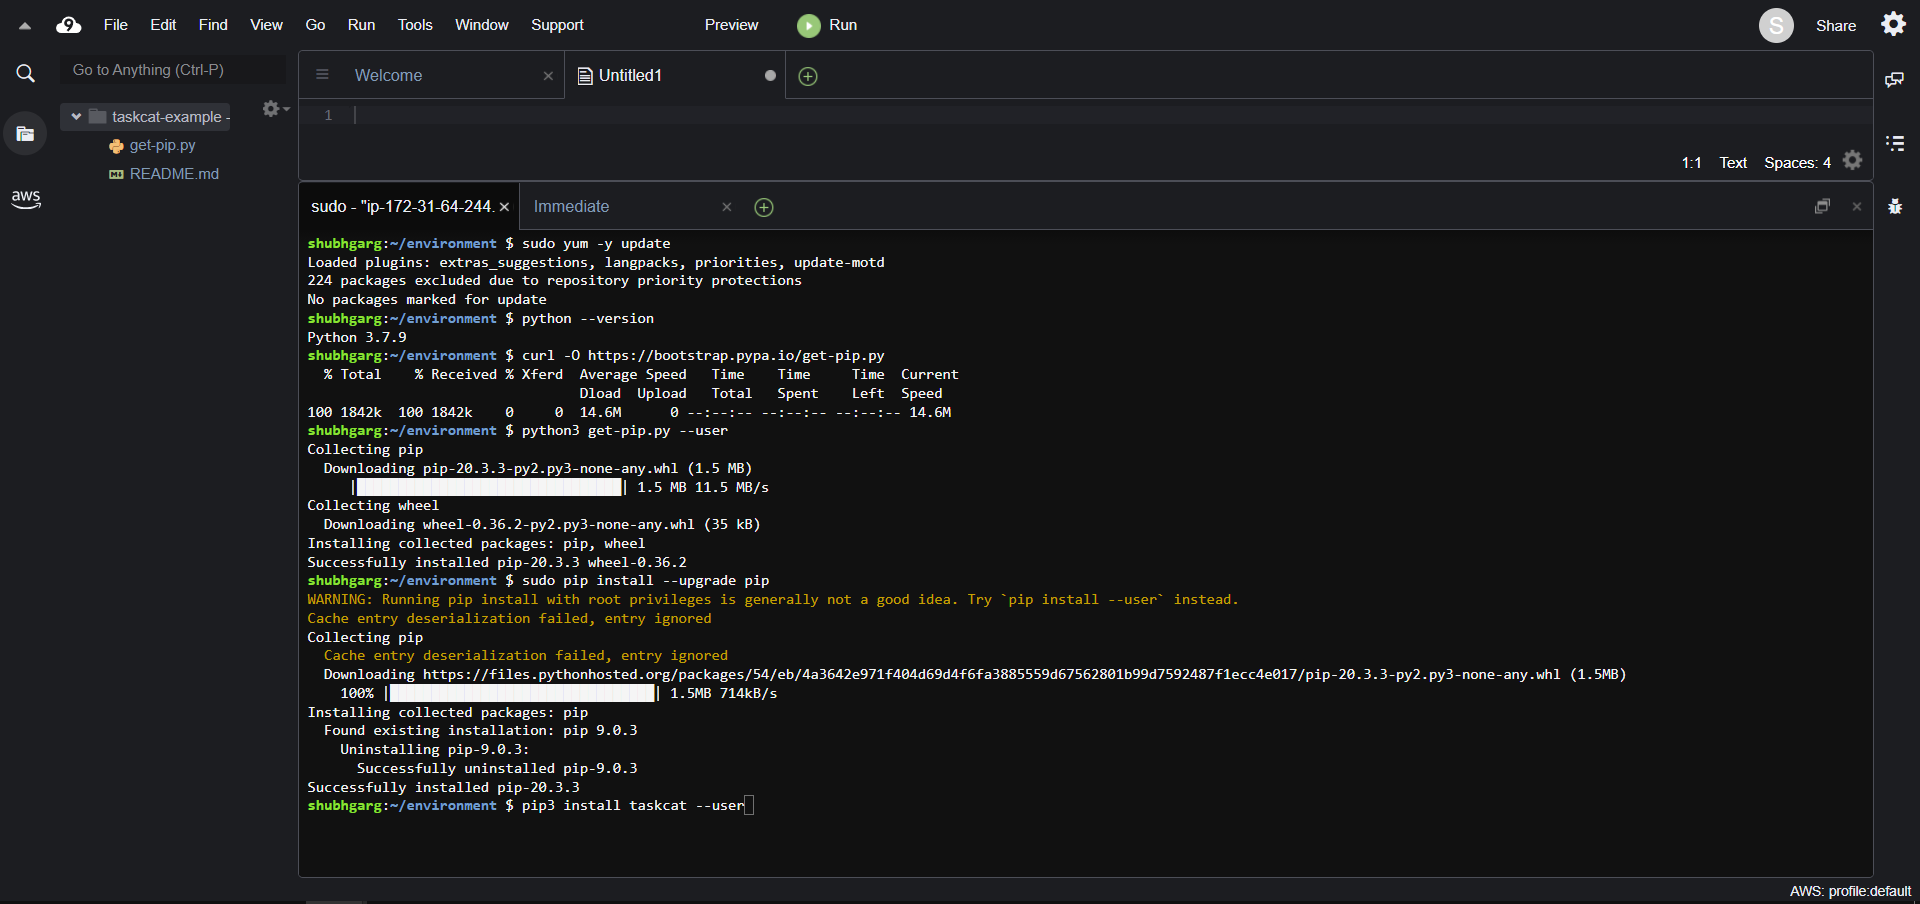 File Edit Find View Go Run Tools Window Support Preview Run S Share
Go to Anything (Ctrl-P)
taskcat-example -
get-pip.py
README.md
aws
Welcome
Untitled1
1
1:1 Text Spaces: 4
sudo - "ip-172-31-64-244.
Immediate
shubhgarg:~/environment $ sudo yum -y update
Loaded plugins: extras_suggestions, langpacks, priorities, update-motd
224 packages excluded due to repository priority protections
No packages marked for update
shubhgarg:~/environment $ python --version
Python 3.7.9
shubhgarg:~/environment $ curl -O https://bootstrap.pypa.io/get-pip.py
% Total % Received % Xferd Average Speed Time Time Time Current
Dload Upload Total Spent Left Speed
100 1842k 100 1842k 0 0 14.6M 0 --:--:-- --:--:-- --:--:-- 14.6M
shubhgarg:~/environment $ python3 get-pip.py --user
Collecting pip
Downloading pip-20.3.3-py2.py3-none-any.whl (1.5 MB)
|████████████████████████████████| 1.5 MB 11.5 MB/s
Collecting wheel
Downloading wheel-0.36.2-py2.py3-none-any.whl (35 kB)
Installing collected packages: pip, wheel
Successfully installed pip-20.3.3 wheel-0.36.2
shubhgarg:~/environment $ sudo pip install --upgrade pip
WARNING: Running pip install with root privileges is generally not a good idea. Try `pip install --user` instead.
Cache entry deserialization failed, entry ignored
Collecting pip
Cache entry deserialization failed, entry ignored
Downloading https://files.pythonhosted.org/packages/54/eb/4a3642e971f404d69d4f6fa3885559d67562801b99d7592487f1ecc4e017/pip-20.3.3-py2.py3-none-any.whl (1.5MB)
100% |████████████████████████████████| 1.5MB 714kB/s
Installing collected packages: pip
Found existing installation: pip 9.0.3
Uninstalling pip-9.0.3:
Successfully uninstalled pip-9.0.3
Successfully installed pip-20.3.3
shubhgarg:~/environment $ pip3 install taskcat --user
AWS: profile:default